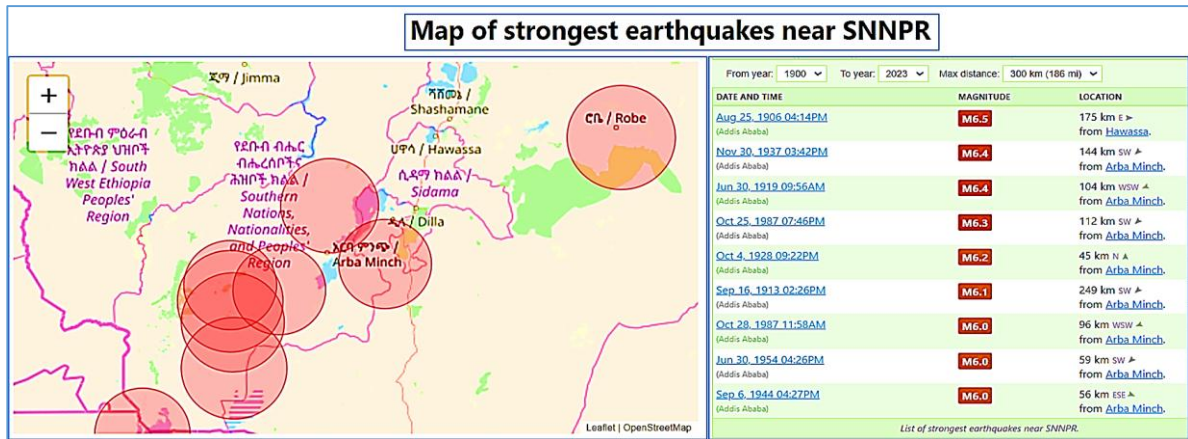 Map of strongest earthquakes near SNNPR
+
−
ጂማ / Jimma
ሻሸመኔ /
Shashamane
ሮቤ / Robe
ሀዋሳ / Hawassa
የደቡብ ምዕራብ
ኢትዮጵያ ህዝቦች
ክልል / South
West Ethiopia
Peoples'
Region
የደቡብ ብሔር
ብሔረሰቦችና
ሕዝቦች ክልል /
Southern
Nations,
Nationalities,
and Peoples'
Region
ሲዳማ ክልል /
Sidama
ዲላ / Dilla
አርባ ምንጭ /
Arba Minch
Leaflet | OpenStreetMap
From year: 1900 To year: 2023 Max distance: 300 km (186 mi)
DATE AND TIME MAGNITUDE LOCATION
Aug 25, 1906 04:14PM M6.5 175 km E
(Addis Ababa) from Hawassa.
Nov 30, 1937 03:42PM M6.4 144 km SW
(Addis Ababa) from Arba Minch.
Jun 30, 1919 09:56AM M6.4 104 km WSW
(Addis Ababa) from Arba Minch.
Oct 25, 1987 07:46PM M6.3 112 km SW
(Addis Ababa) from Arba Minch.
Oct 4, 1928 09:22PM M6.2 45 km N
(Addis Ababa) from Arba Minch.
Sep 16, 1913 02:26PM M6.1 249 km SW
(Addis Ababa) from Arba Minch.
Oct 28, 1987 11:58AM M6.0 96 km WSW
(Addis Ababa) from Arba Minch.
Jun 30, 1954 04:26PM M6.0 59 km SW
(Addis Ababa) from Arba Minch.
Sep 6, 1944 04:27PM M6.0 56 km ESE
(Addis Ababa) from Arba Minch.
List of strongest earthquakes near SNNPR.